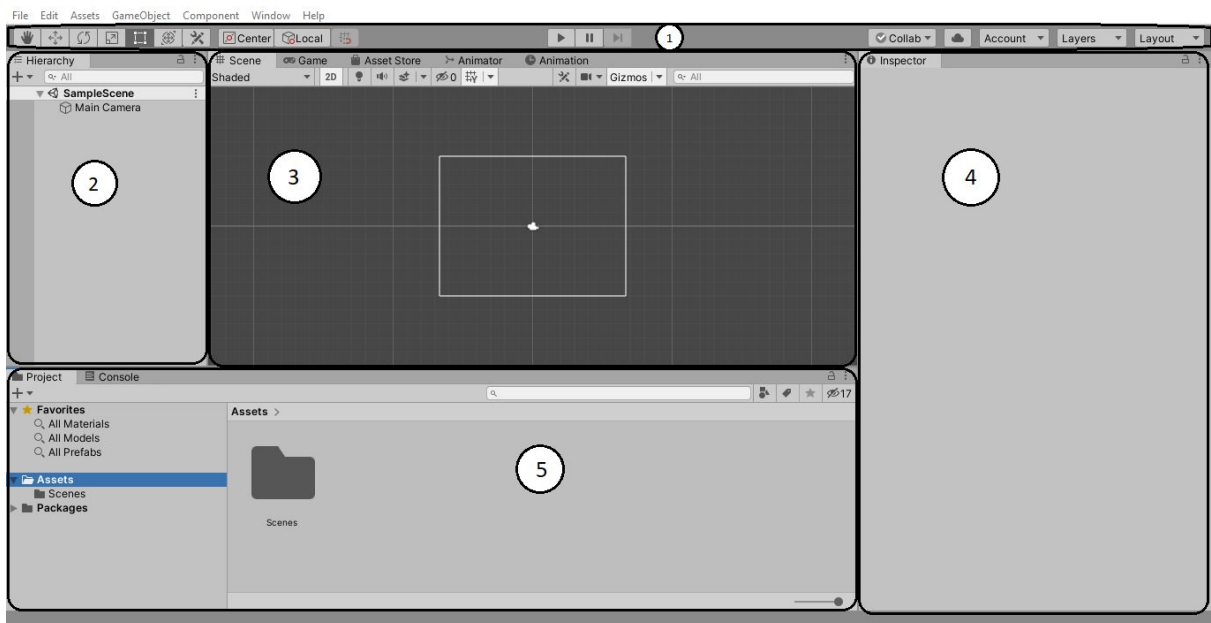 File Edit Assets GameObject Component Window Help
Center Local 1 Collab Account Layers Layout
Hierarchy
All
SampleScene
Main Camera
2
Scene Game Asset Store Animator Animation
Shaded 2D 0 Gizmos All
3
Inspector
4
Project Console
17
Favorites
All Materials
All Models
All Prefabs
Assets
Scenes
Packages
Assets >
Scenes
5